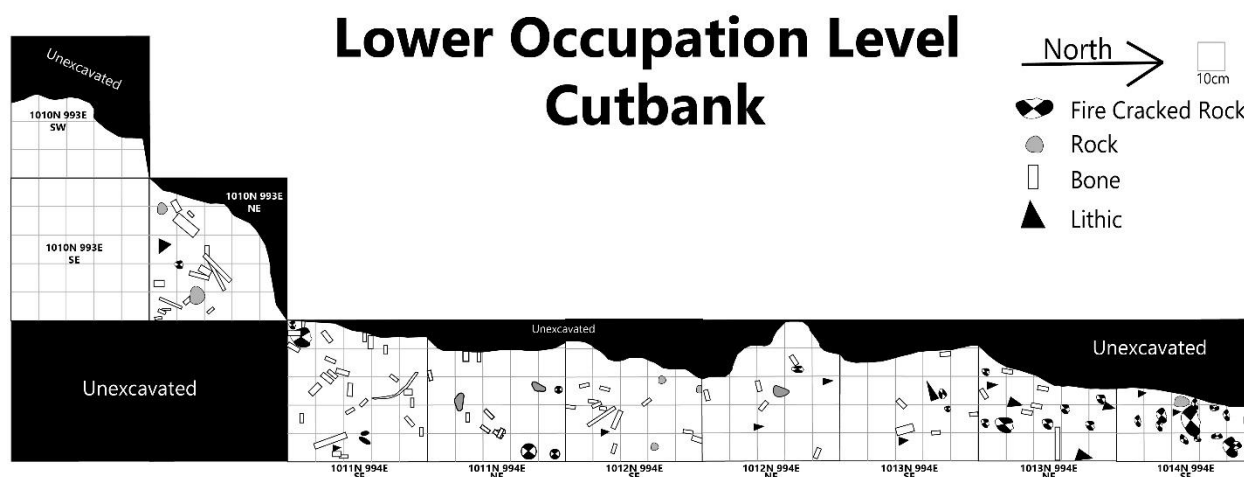 Lower Occupation Level
Cutbank
North
10cm
Fire Cracked Rock
Rock
Bone
Lithic
Unexcavated
1010N 993E
SW
1010N 993E
NE
1010N 993E
SE
Unexcavated
Unexcavated
Unexcavated
1011N 994E
SE
1011N 994E
NE
1012N 994E
SE
1012N 994E
NE
1013N 994E
SE
1013N 994E
NE
1014N 994E
SE